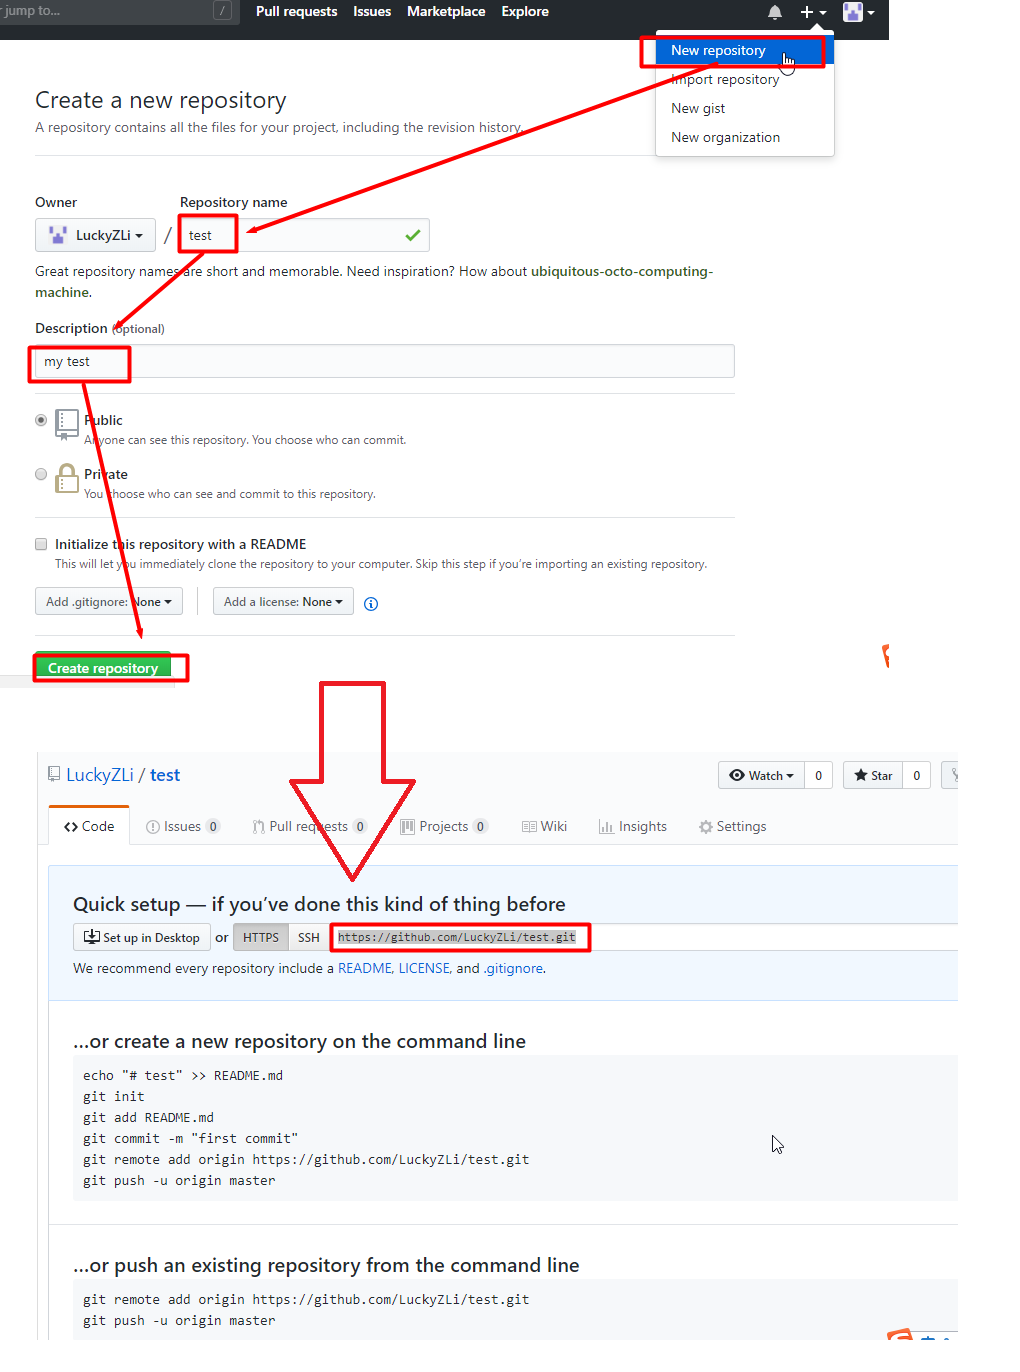 jump to... /
Pull requests Issues Marketplace Explore
New repository
Import repository
New gist
New organization
Create a new repository
A repository contains all the files for your project, including the revision history.
Owner
Repository name
LuckyZLi / test
Great repository names are short and memorable. Need inspiration? How about ubiquitous-octo-computing-
machine.
Description (optional)
my test
Public
Anyone can see this repository. You choose who can commit.
Private
You choose who can see and commit to this repository.
Initialize this repository with a README
This will let you immediately clone the repository to your computer. Skip this step if you’re importing an existing repository.
Add .gitignore: None Add a license: None
Create repository
LuckyZLi / test
Watch 0 Star 0
Code Issues 0 Pull requests 0 Projects 0 Wiki Insights Settings
Quick setup — if you’ve done this kind of thing before
Set up in Desktop or HTTPS SSH https://github.com/LuckyZLi/test.git
We recommend every repository include a README, LICENSE, and .gitignore.
…or create a new repository on the command line
echo "# test" >> README.md
git init
git add README.md
git commit -m "first commit"
git remote add origin https://github.com/LuckyZLi/test.git
git push -u origin master
…or push an existing repository from the command line
git remote add origin https://github.com/LuckyZLi/test.git
git push -u origin master